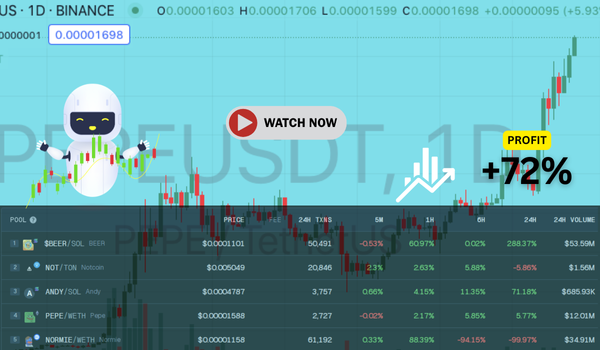 US · 1D · BINANCE O0.00001603 H0.00001706 L0.00001599 C0.00001698 +0.00000095 (+5.93
0000001 0.00001698
PEPEUSDT, 1D
WATCH NOW
PROFIT
+72%
POOL PRICE 24H TXNS 5M 1H 6H 24H 24H VOLUME
1 $BEER/SOL BEER $0.0001101 50,491 -0.53% 60.97% 0.02% 288.37% $53.59M
2 NOT/TON Notcoin $0.005049 20,846 2.3% 2.63% 5.88% -5.86% $1.56M
3 ANDY/SOL Andy $0.0004787 3,757 0.66% 4.15% 11.35% 71.18% $685.93K
4 PEPE/WETH Pepe $0.00001588 2,727 -0.02% 2.17% 5.85% 5.77% $12.01M
5 NORMIE/WETH Normie $0.00001158 61,192 0.33% 88.39% -94.15% -99.97% $34.91M